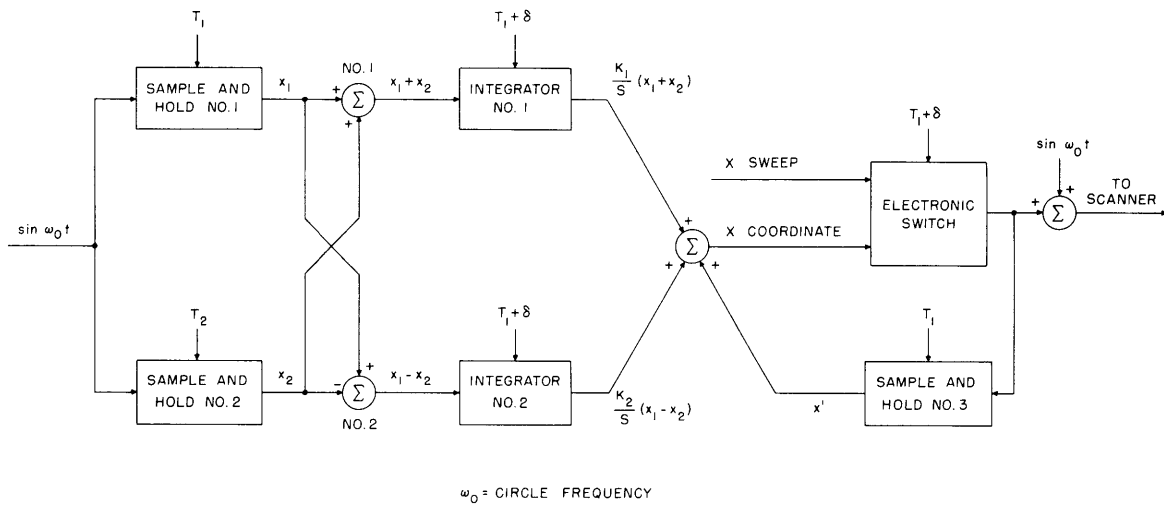 T₁
T₁ + δ
SAMPLE AND
HOLD NO. 1
x₁
NO. 1
+
Σ
+
x₁ + x₂
INTEGRATOR
NO. 1
K₁/S (x₁ + x₂)
T₁ + δ
sin ω₀ t
X SWEEP
ELECTRONIC
SWITCH
+
+
Σ
TO
SCANNER
sin ω₀ t
+
Σ
+
+
X COORDINATE
T₂
T₁ + δ
T₁
SAMPLE AND
HOLD NO. 2
x₂
+
-
Σ
NO. 2
x₁ - x₂
INTEGRATOR
NO. 2
K₂/S (x₁ - x₂)
x'
SAMPLE AND
HOLD NO. 3
ω₀ = CIRCLE FREQUENCY